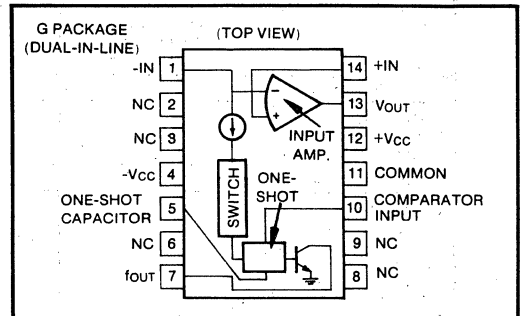 G PACKAGE
(DUAL-IN-LINE)
(TOP VIEW)
-IN 1
NC 2
NC 3
-VCC 4
ONE-SHOT
CAPACITOR 5
NC 6
fOUT 7
14 +IN
13 VOUT
12 +VCC
11 COMMON
10 COMPARATOR
INPUT
9 NC
8 NC
−
+
INPUT
AMP.
SWITCH
ONE-
SHOT